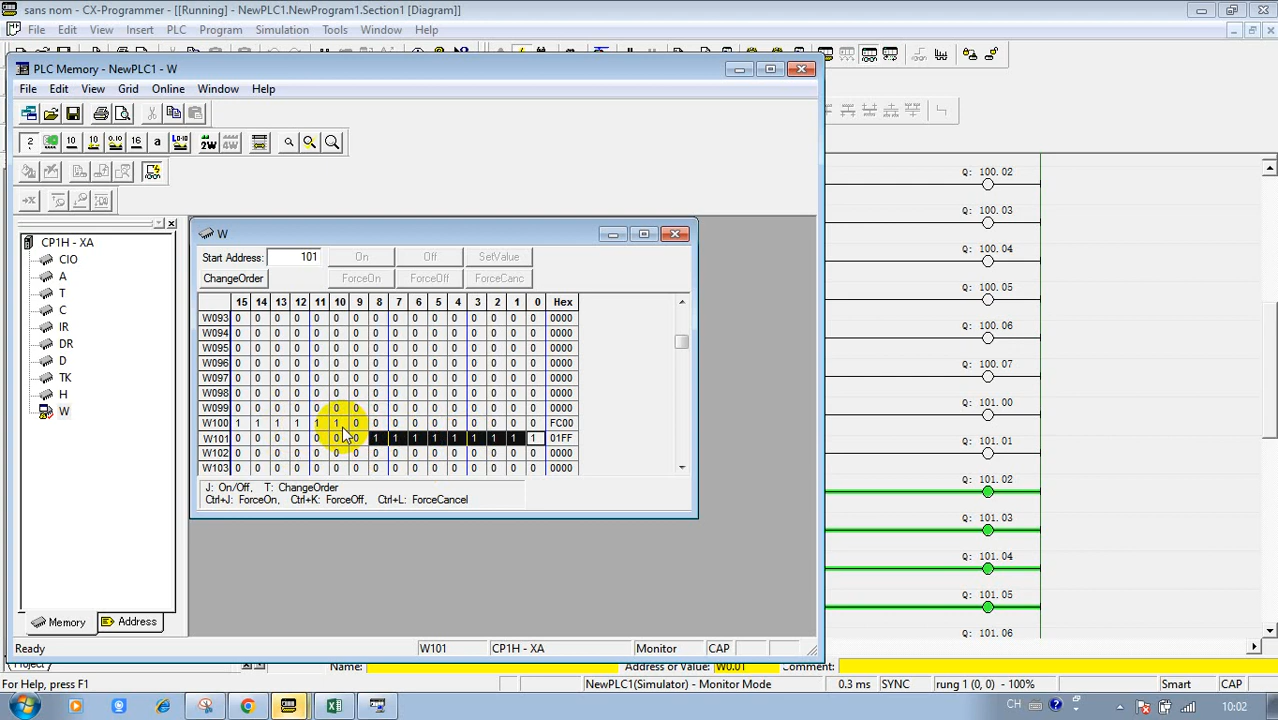 sans nom - CX-Programmer - [[Running] - NewPLC1.NewProgram1.Section1 [Diagram]]
File Edit View Insert PLC Program Simulation Tools Window Help
PLC Memory - NewPLC1 - W
File Edit View Grid Online Window Help
2 10 10 0.10 16 a 2W 4W
CP1H - XA
CIO
A
T
C
IR
DR
D
TK
H
W
Memory Address
W
Start Address: 101 On Off SetValue
ChangeOrder ForceOn ForceOff ForceCanc
15 14 13 12 11 10 9 8 7 6 5 4 3 2 1 0 Hex
W093 0 0 0 0 0 0 0 0 0 0 0 0 0 0 0 0 0000
W094 0 0 0 0 0 0 0 0 0 0 0 0 0 0 0 0 0000
W095 0 0 0 0 0 0 0 0 0 0 0 0 0 0 0 0 0000
W096 0 0 0 0 0 0 0 0 0 0 0 0 0 0 0 0 0000
W097 0 0 0 0 0 0 0 0 0 0 0 0 0 0 0 0 0000
W098 0 0 0 0 0 0 0 0 0 0 0 0 0 0 0 0 0000
W099 0 0 0 0 0 0 0 0 0 0 0 0 0 0 0 0 0000
W100 1 1 1 1 1 1 0 0 0 0 0 0 0 0 0 0 FC00
W101 0 0 0 0 0 0 0 1 1 1 1 1 1 1 1 1 01FF
W102 0 0 0 0 0 0 0 0 0 0 0 0 0 0 0 0 0000
W103 0 0 0 0 0 0 0 0 0 0 0 0 0 0 0 0 0000
J: On/Off, T: ChangeOrder
Ctrl+J: ForceOn, Ctrl+K: ForceOff, Ctrl+L: ForceCancel
Ready W101 CP1H - XA Monitor CAP
Q: 100.02
Q: 100.03
Q: 100.04
Q: 100.05
Q: 100.06
Q: 100.07
Q: 101.00
Q: 101.01
Q: 101.02
Q: 101.03
Q: 101.04
Q: 101.05
Q: 101.06
Project Name: Address or Value: W0.01 Comment:
For Help, press F1 NewPLC1(Simulator) - Monitor Mode 0.3 ms SYNC rung 1 (0, 0) - 100% Smart CAP
CH 10:02